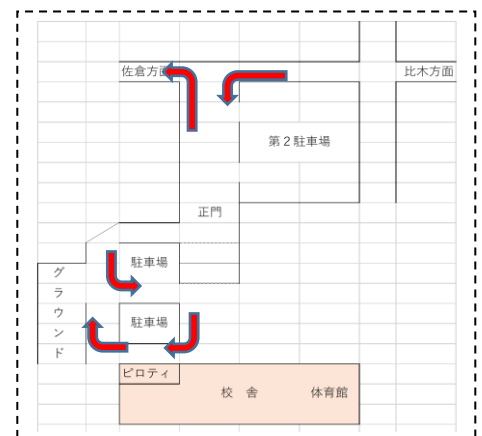 佐倉方面
比木方面
第２駐車場
正門
駐車場
グラウンド
駐車場
ピロティ
校　舎
体育館